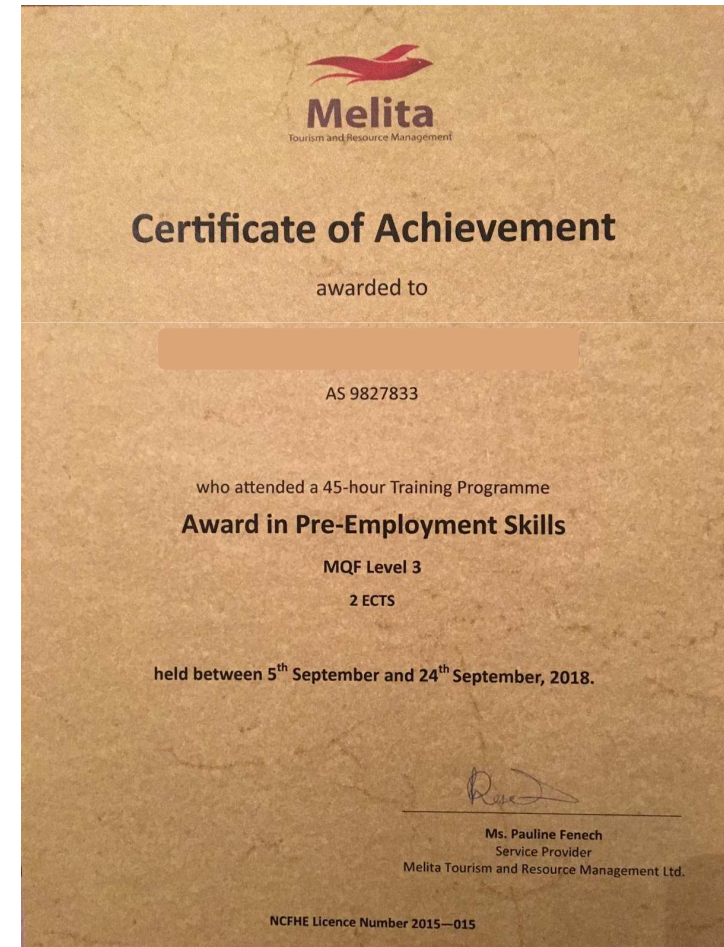 Melita
Tourism and Resource Management
Certificate of Achievement
awarded to
AS 9827833
who attended a 45-hour Training Programme
Award in Pre-Employment Skills
MQF Level 3
2 ECTS
held between 5th September and 24th September, 2018.
Ms. Pauline Fenech
Service Provider
Melita Tourism and Resource Management Ltd.
NCFHE Licence Number 2015—015